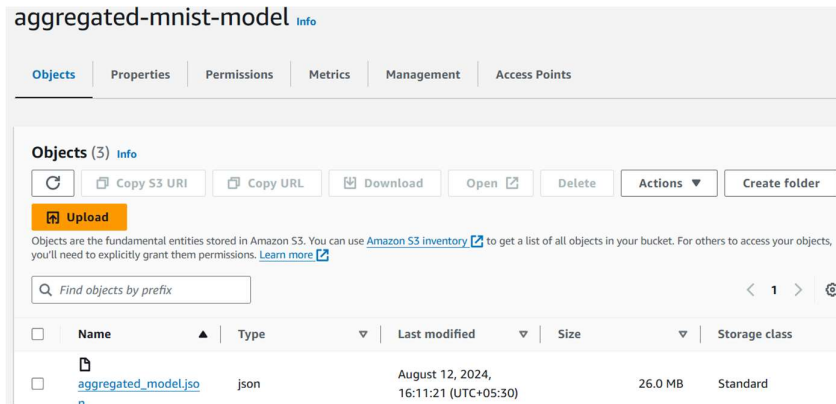 aggregated-mnist-model Info
Objects Properties Permissions Metrics Management Access Points
Objects (3) Info
Copy S3 URI Copy URL Download Open Delete Actions Create folder
Upload
Objects are the fundamental entities stored in Amazon S3. You can use Amazon S3 inventory to get a list of all objects in your bucket. For others to access your objects,
you'll need to explicitly grant them permissions. Learn more
Find objects by prefix 1
Name Type Last modified Size Storage class
aggregated_model.jso json August 12, 2024, 26.0 MB Standard
n 16:11:21 (UTC+05:30)